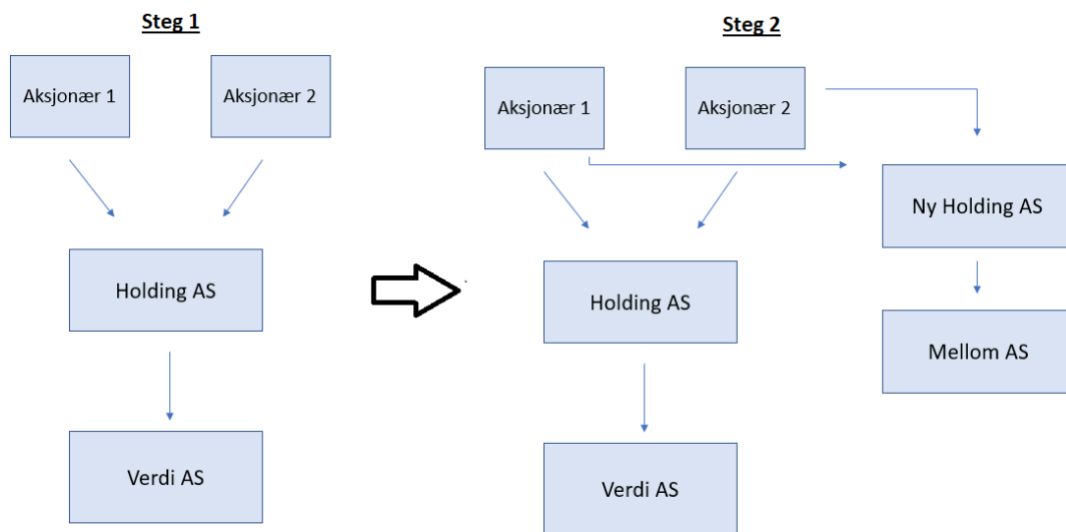 Steg 1
Aksjonær 1
Aksjonær 2
Holding AS
Verdi AS
Steg 2
Aksjonær 1
Aksjonær 2
Ny Holding AS
Holding AS
Mellom AS
Verdi AS